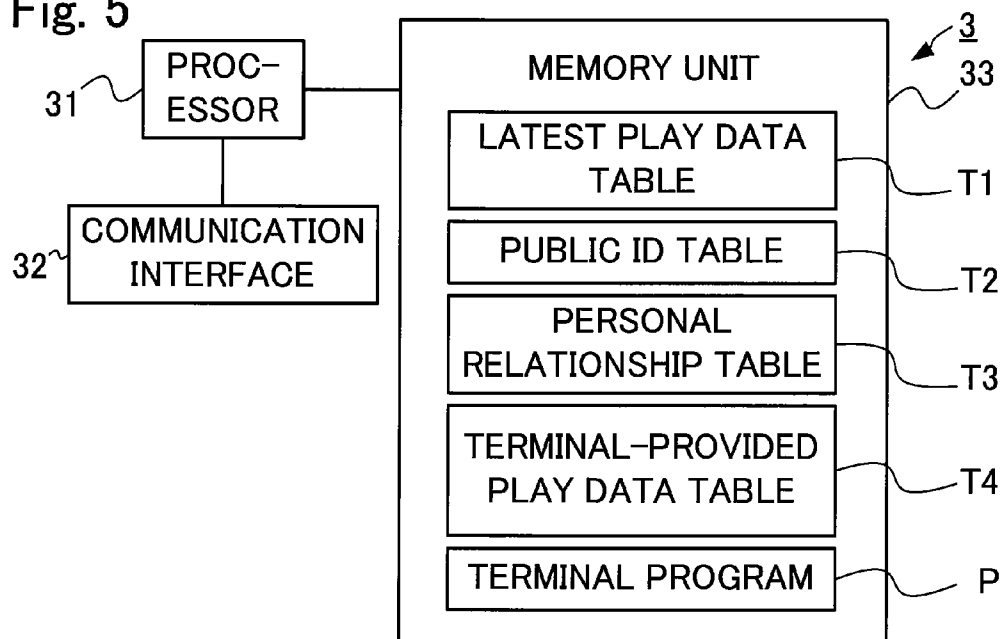 Fig. 5
3
PROC-
ESSOR
31
MEMORY UNIT
33
LATEST PLAY DATA
TABLE
T1
COMMUNICATION
INTERFACE
32
PUBLIC ID TABLE
T2
PERSONAL
RELATIONSHIP TABLE
T3
TERMINAL-PROVIDED
PLAY DATA TABLE
T4
TERMINAL PROGRAM
P